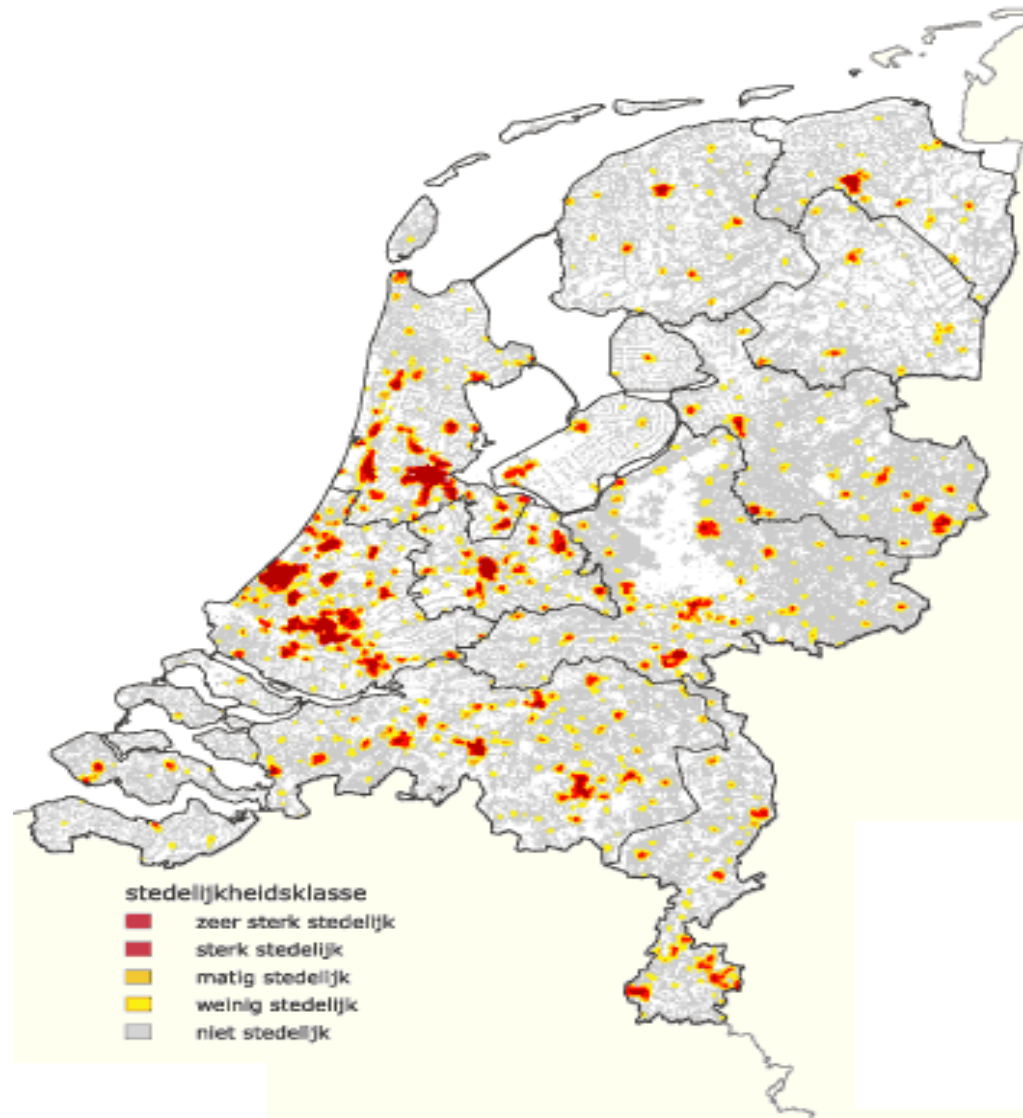 stedelijkheidsklasse
zeer sterk stedelijk
sterk stedelijk
matig stedelijk
weinig stedelijk
niet stedelijk